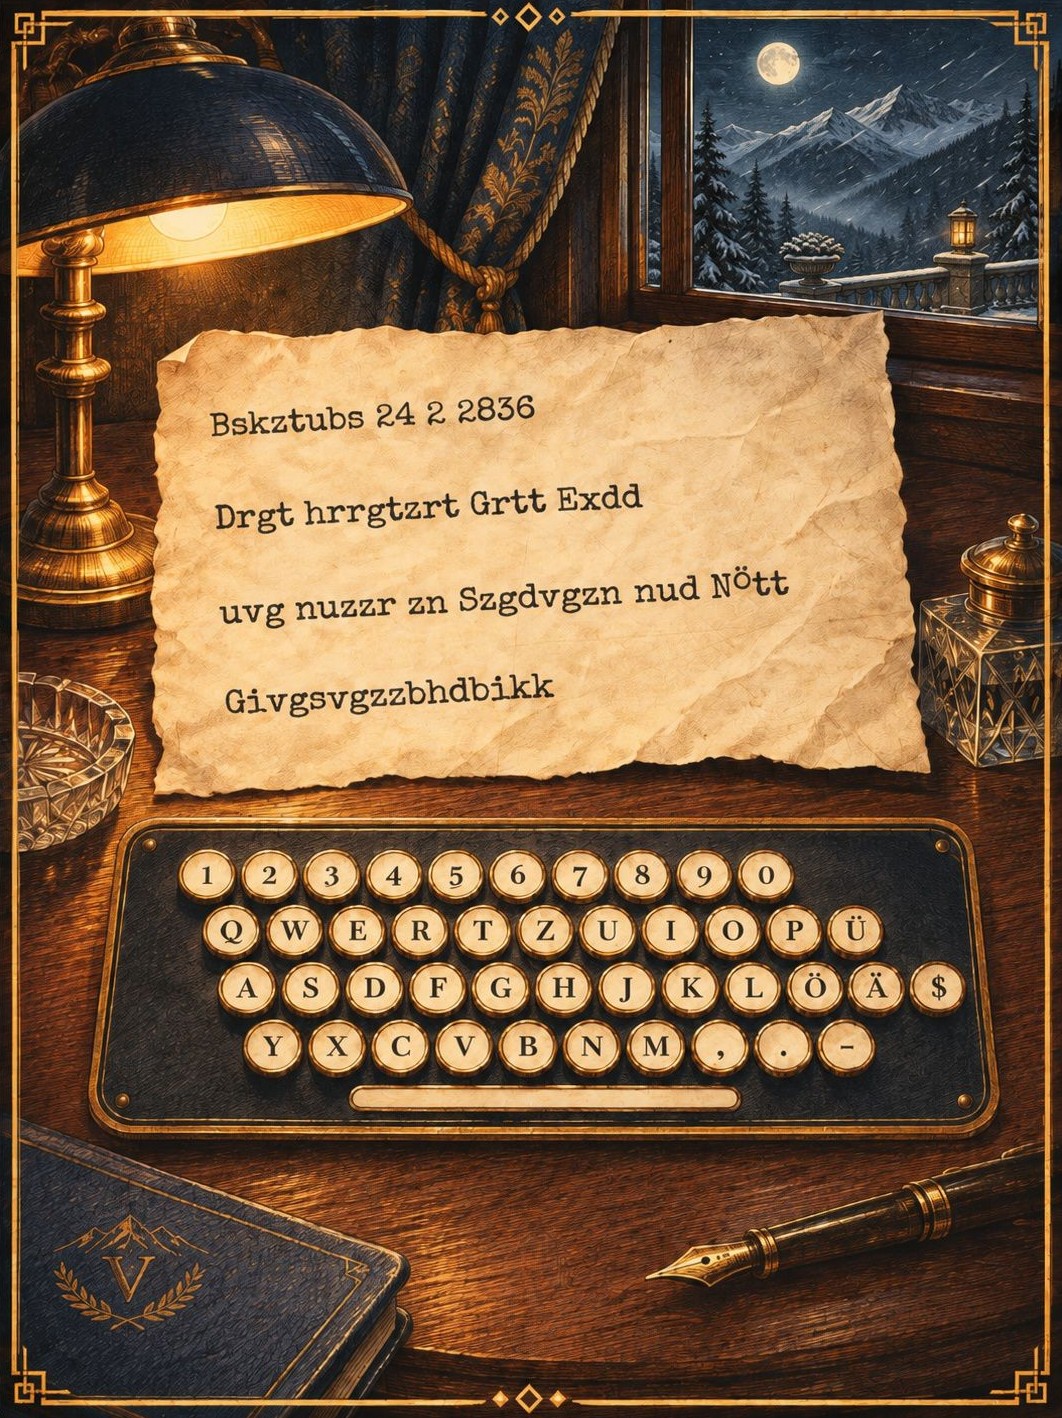 Bskztubs 24 2 2836
Drgt hrrgtzrt Grtt Exdd
uvg nuzzr zn Szgdvgzn nud Nött
Givgsvgzzbhdbikk
1 2 3 4 5 6 7 8 9 0
Q W E R T Z U I O P Ü
A S D F G H J K L Ö Ä $
Y X C V B N M , . -
V